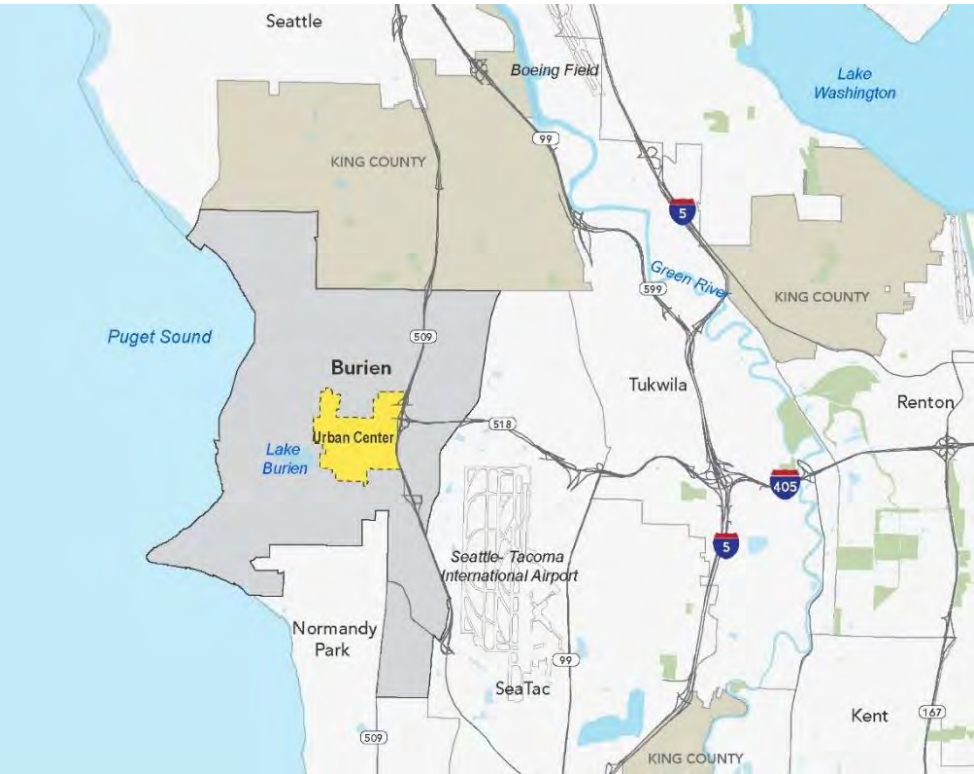 Seattle
Boeing Field
Lake
Washington
99
KING COUNTY
5
Green River
599
KING COUNTY
Puget Sound
509
Burien
Tukwila
Renton
518
Urban Center
Lake
Burien
405
5
Seattle- Tacoma
International Airport
Normandy
Park
99
SeaTac
Kent
167
509
KING COUNTY